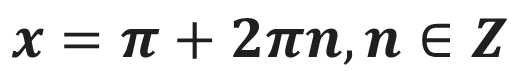 x = π + 2πn, n ∈ Z